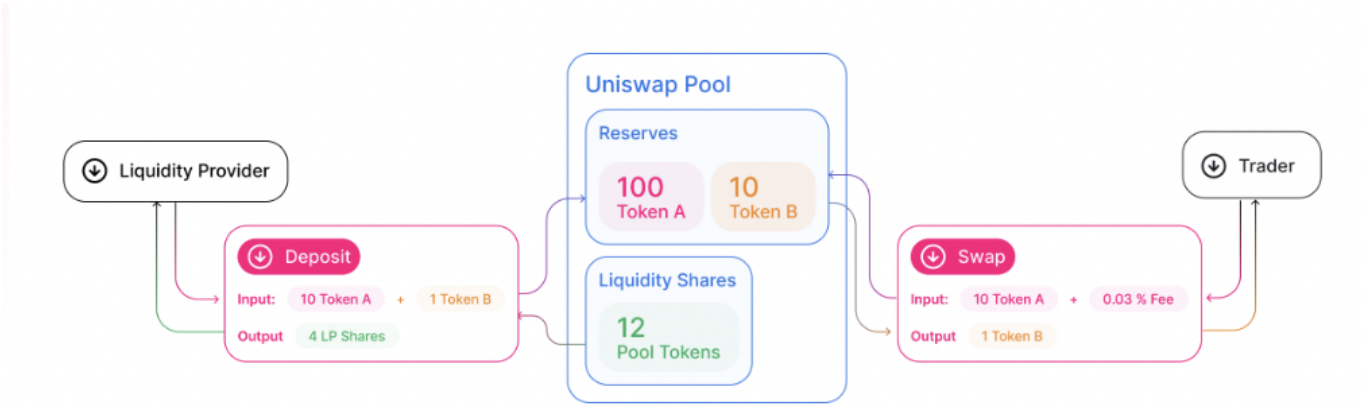 Uniswap Pool
Reserves
100
Token A
10
Token B
Liquidity Shares
12
Pool Tokens
Liquidity Provider
Deposit
Input: 10 Token A + 1 Token B
Output 4 LP Shares
Trader
Swap
Input: 10 Token A + 0.03 % Fee
Output 1 Token B